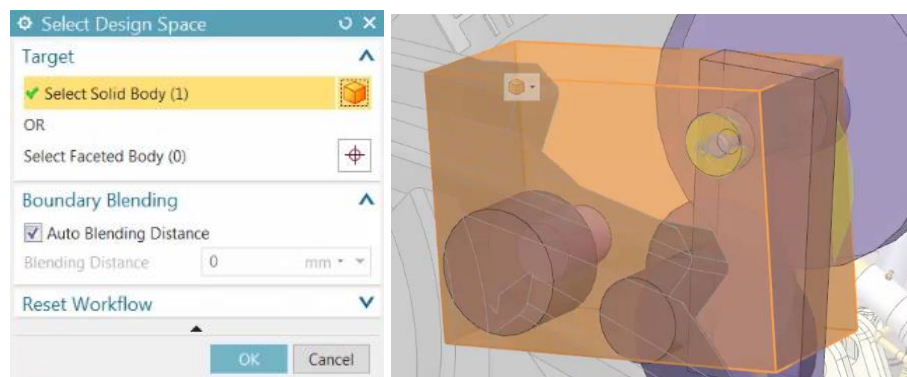 Select Design Space
Target
Select Solid Body (1)
OR
Select Faceted Body (0)
Boundary Blending
Auto Blending Distance
Blending Distance 0 mm
Reset Workflow
OK Cancel